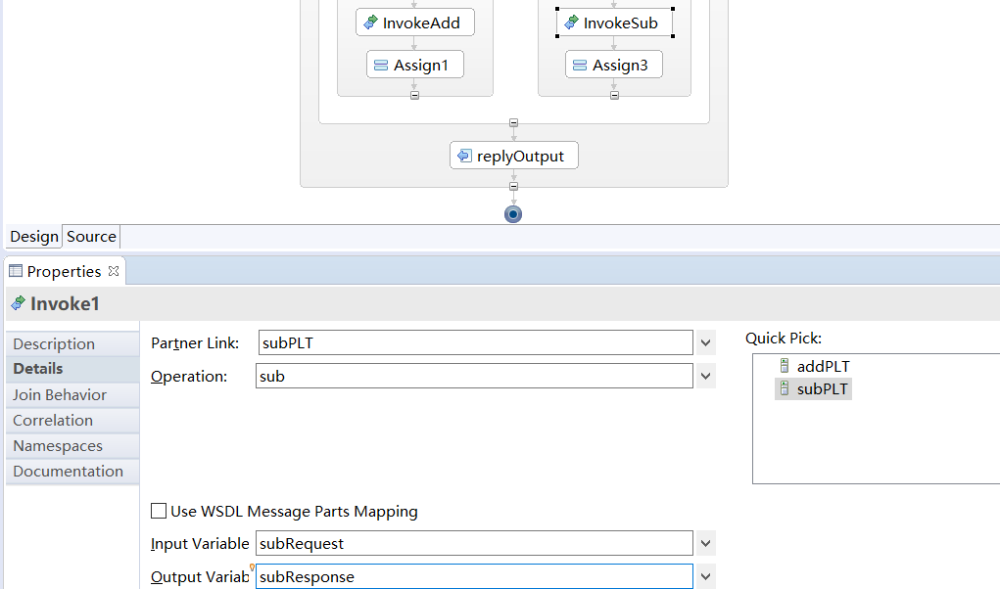 InvokeAdd
InvokeSub
Assign1
Assign3
replyOutput
Design
Source
Properties
Invoke1
Description
Details
Join Behavior
Correlation
Namespaces
Documentation
Partner Link:
subPLT
Operation:
sub
Quick Pick:
addPLT
subPLT
Use WSDL Message Parts Mapping
Input Variable
subRequest
Output Variab
subResponse